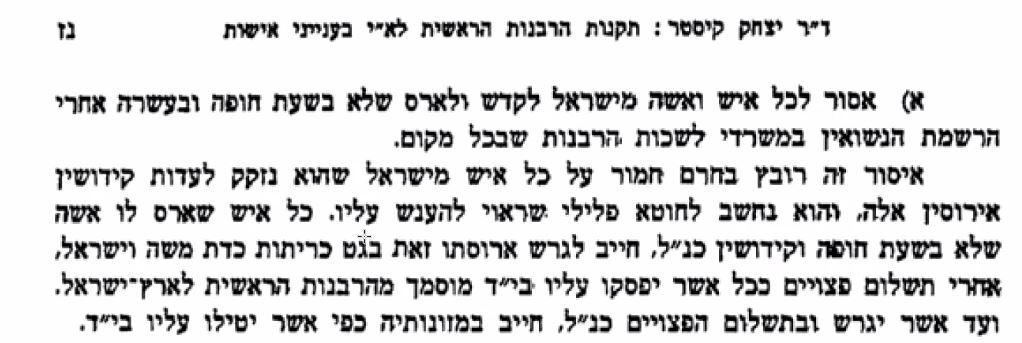 ד״ר יצחק קיסטר : תקנות הרבנות הראשית לא״י בענייני אישות נז
א) אסור לכל איש ואשה מישראל לקדש ולארס שלא בשעת חופה ובעשרה אחרי
הרשמת הנשואין במשרדי לשכות הרבנות שבכל מקום.
איסור זה רובץ בחרם חמור על כל איש מישראל שהוא נזקק לעדות קידושין
אירוסין אלה, והוא נחשב לחוטא פלילי שראוי להענש עליו. כל איש שארס לו אשה
שלא בשעת חופה וקידושין כנ״ל, חייב לגרש ארוסתו זאת בגט כריתות כדת משה וישראל,
אחרי תשלום פצויים ככל אשר יפסקו עליו בי״ד מוסמך מהרבנות הראשית לארץ־ישראל.
ועד אשר יגרש ובתשלום הפצויים כנ״ל, חייב במזונותיה כפי אשר יטילו עליו בי״ד.